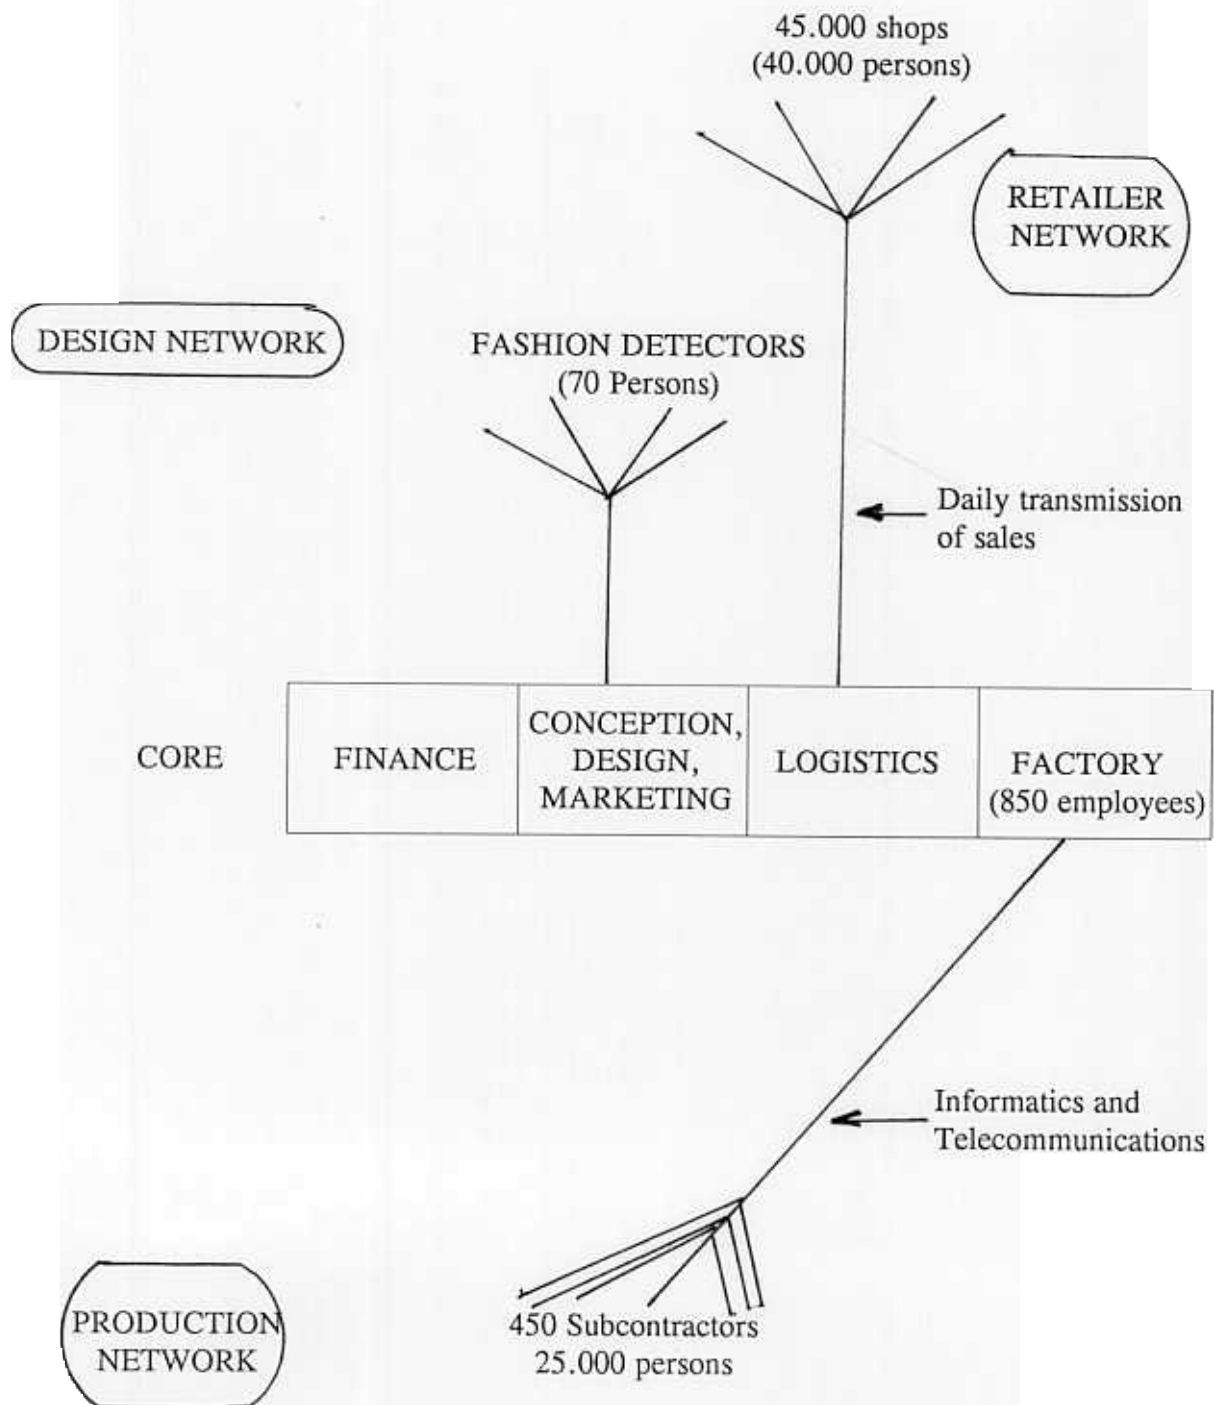 45.000 shops
(40.000 persons)
RETAILER
NETWORK
DESIGN NETWORK
FASHION DETECTORS
(70 Persons)
Daily transmission
of sales
CORE
FINANCE
CONCEPTION,
DESIGN,
MARKETING
LOGISTICS
FACTORY
(850 employees)
Informatics and
Telecommunications
PRODUCTION
NETWORK
450 Subcontractors
25.000 persons